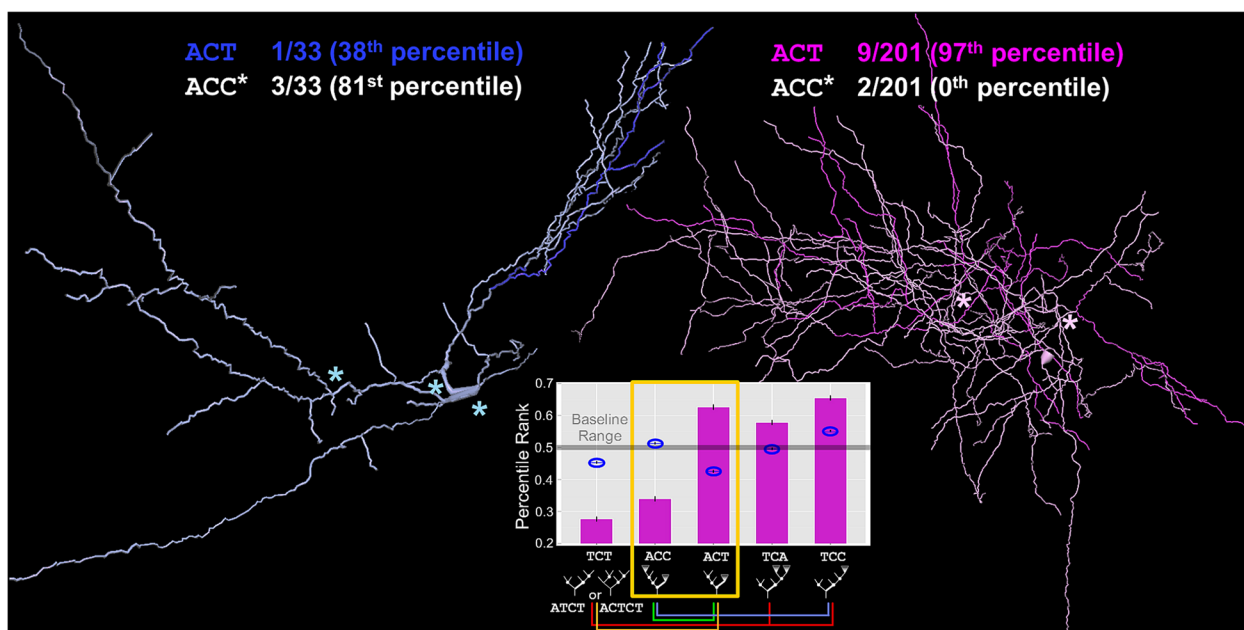 ACT 1/33 (38th percentile)
ACC* 3/33 (81st percentile)
ACT 9/201 (97th percentile)
ACC* 2/201 (0th percentile)
*
*
*
*
*
Percentile Rank
0.7
0.6
0.5
0.4
0.3
0.2
Baseline
Range
TCT ACC ACT TCA TCC
or
ATCT ACTCT